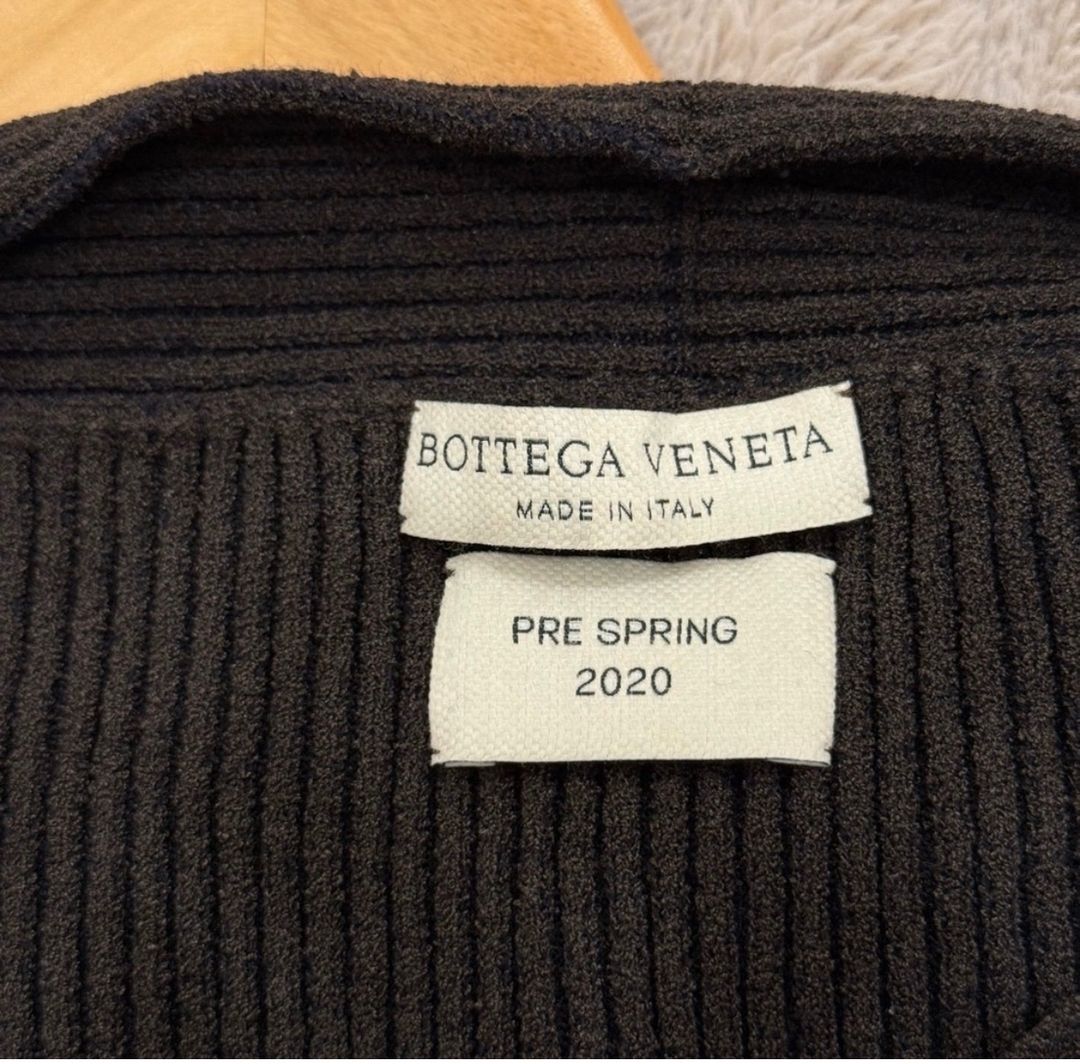 BOTTEGA VENETA
MADE IN ITALY
PRE SPRING
2020